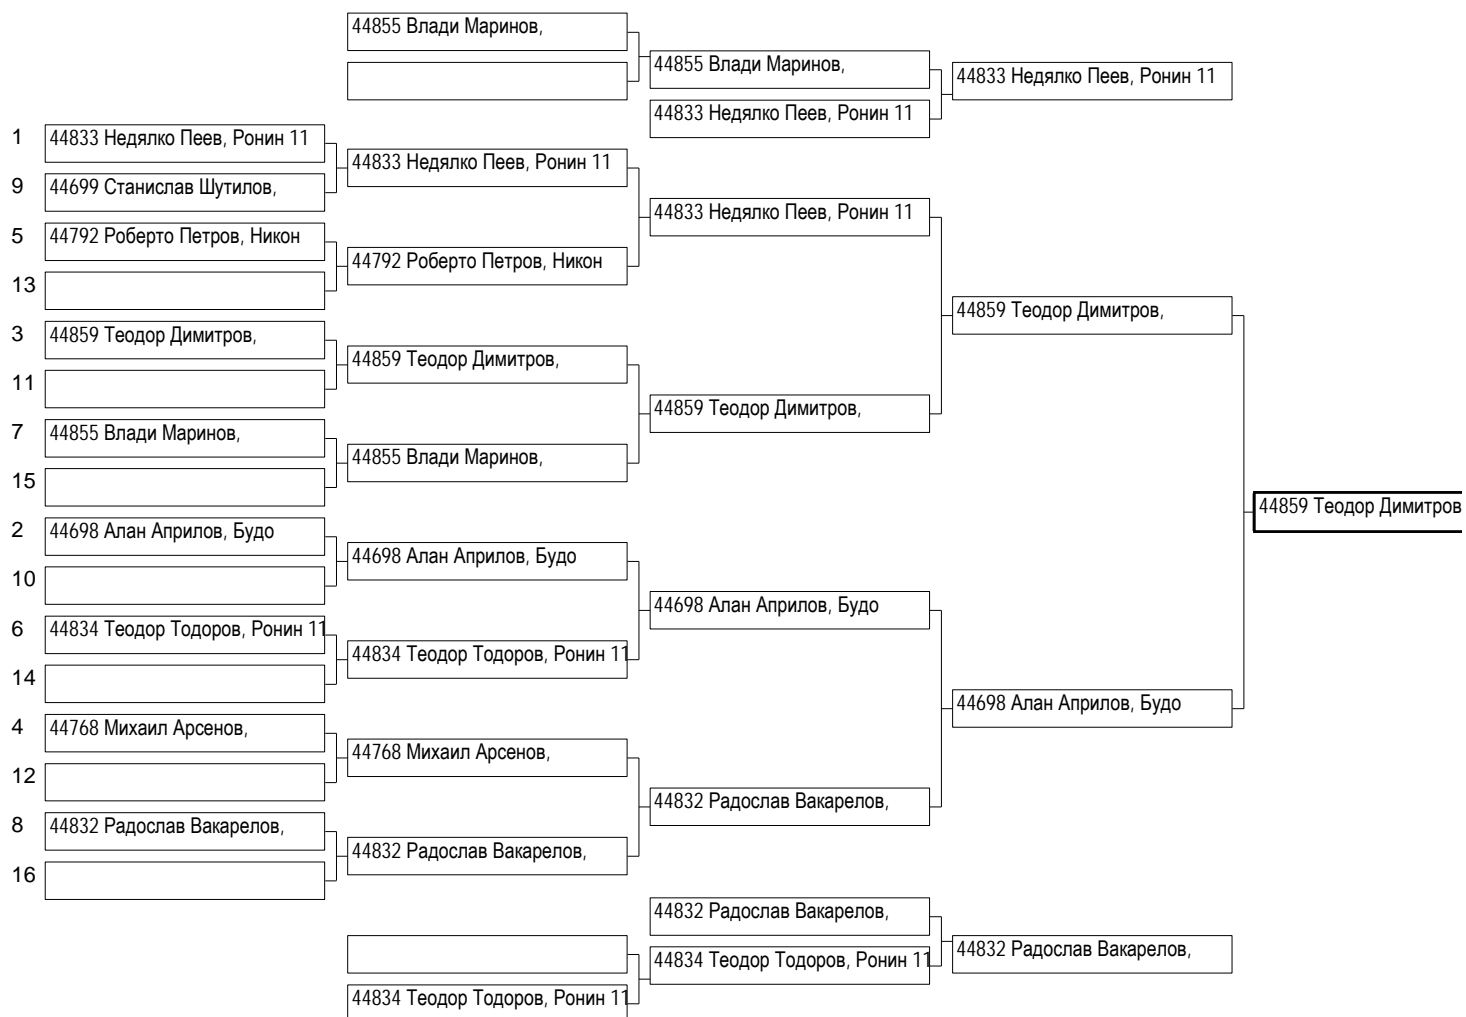 44855 Влади Маринов,
44855 Влади Маринов,
44833 Недялко Пеев, Ронин 11
44833 Недялко Пеев, Ронин 11
1 44833 Недялко Пеев, Ронин 11
44833 Недялко Пеев, Ронин 11
9 44699 Станислав Шутилов,
44833 Недялко Пеев, Ронин 11
5 44792 Роберто Петров, Никон
44792 Роберто Петров, Никон
13
44859 Теодор Димитров,
3 44859 Теодор Димитров,
44859 Теодор Димитров,
11
44859 Теодор Димитров,
7 44855 Влади Маринов,
44855 Влади Маринов,
15
44859 Теодор Димитров
2 44698 Алан Априлов, Будо
44698 Алан Априлов, Будо
10
44698 Алан Априлов, Будо
6 44834 Теодор Тодоров, Ронин 11
44834 Теодор Тодоров, Ронин 11
14
44698 Алан Априлов, Будо
4 44768 Михаил Арсенов,
44768 Михаил Арсенов,
12
44832 Радослав Вакарелов,
8 44832 Радослав Вакарелов,
44832 Радослав Вакарелов,
16
44832 Радослав Вакарелов,
44832 Радослав Вакарелов,
44834 Теодор Тодоров, Ронин 11
44834 Теодор Тодоров, Ронин 11